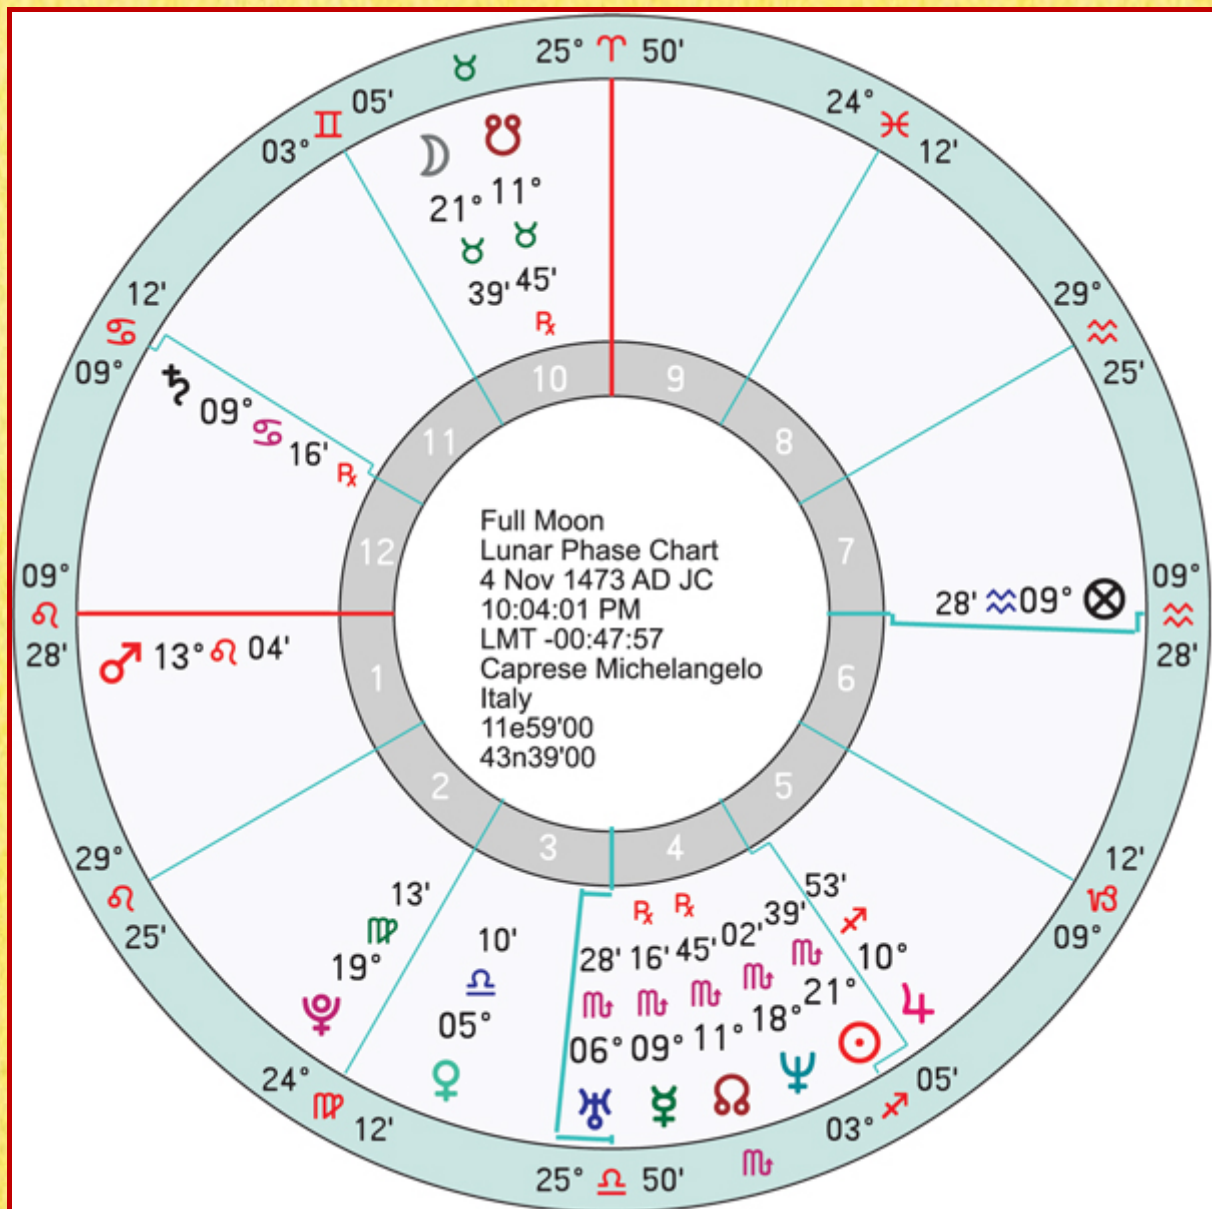 25° ♈ 50'
♉
24° ♓ 12'
03° ♊ 05'
☽ 21° ♉ 39'
☋ 11° ♉ 45' ℞
29° ♒ 25'
09° ♋ 12'
♄ 09° ♋ 16' ℞
10 9
11 8
12 7
1 6
2 5
3 4
Full Moon
Lunar Phase Chart
4 Nov 1473 AD JC
10:04:01 PM
LMT -00:47:57
Caprese Michelangelo
Italy
11e59'00
43n39'00
09° ♌ 28'
♂ 13° ♌ 04'
28' ♒ 09° ⊗
09° ♒ 28'
29° ♌ 25'
♇ 19° ♍ 13'
♀ 05° ♎ 10'
♅ 06° ♏ 28'
☿ 09° ♏ 16' ℞
☊ 11° ♏ 45' ℞
♆ 18° ♏ 02'
☉ 21° ♏ 39'
♃ 10° ♐ 53'
09° ♑ 12'
24° ♍ 12'
03° ♐ 05'
25° ♎ 50'
♏